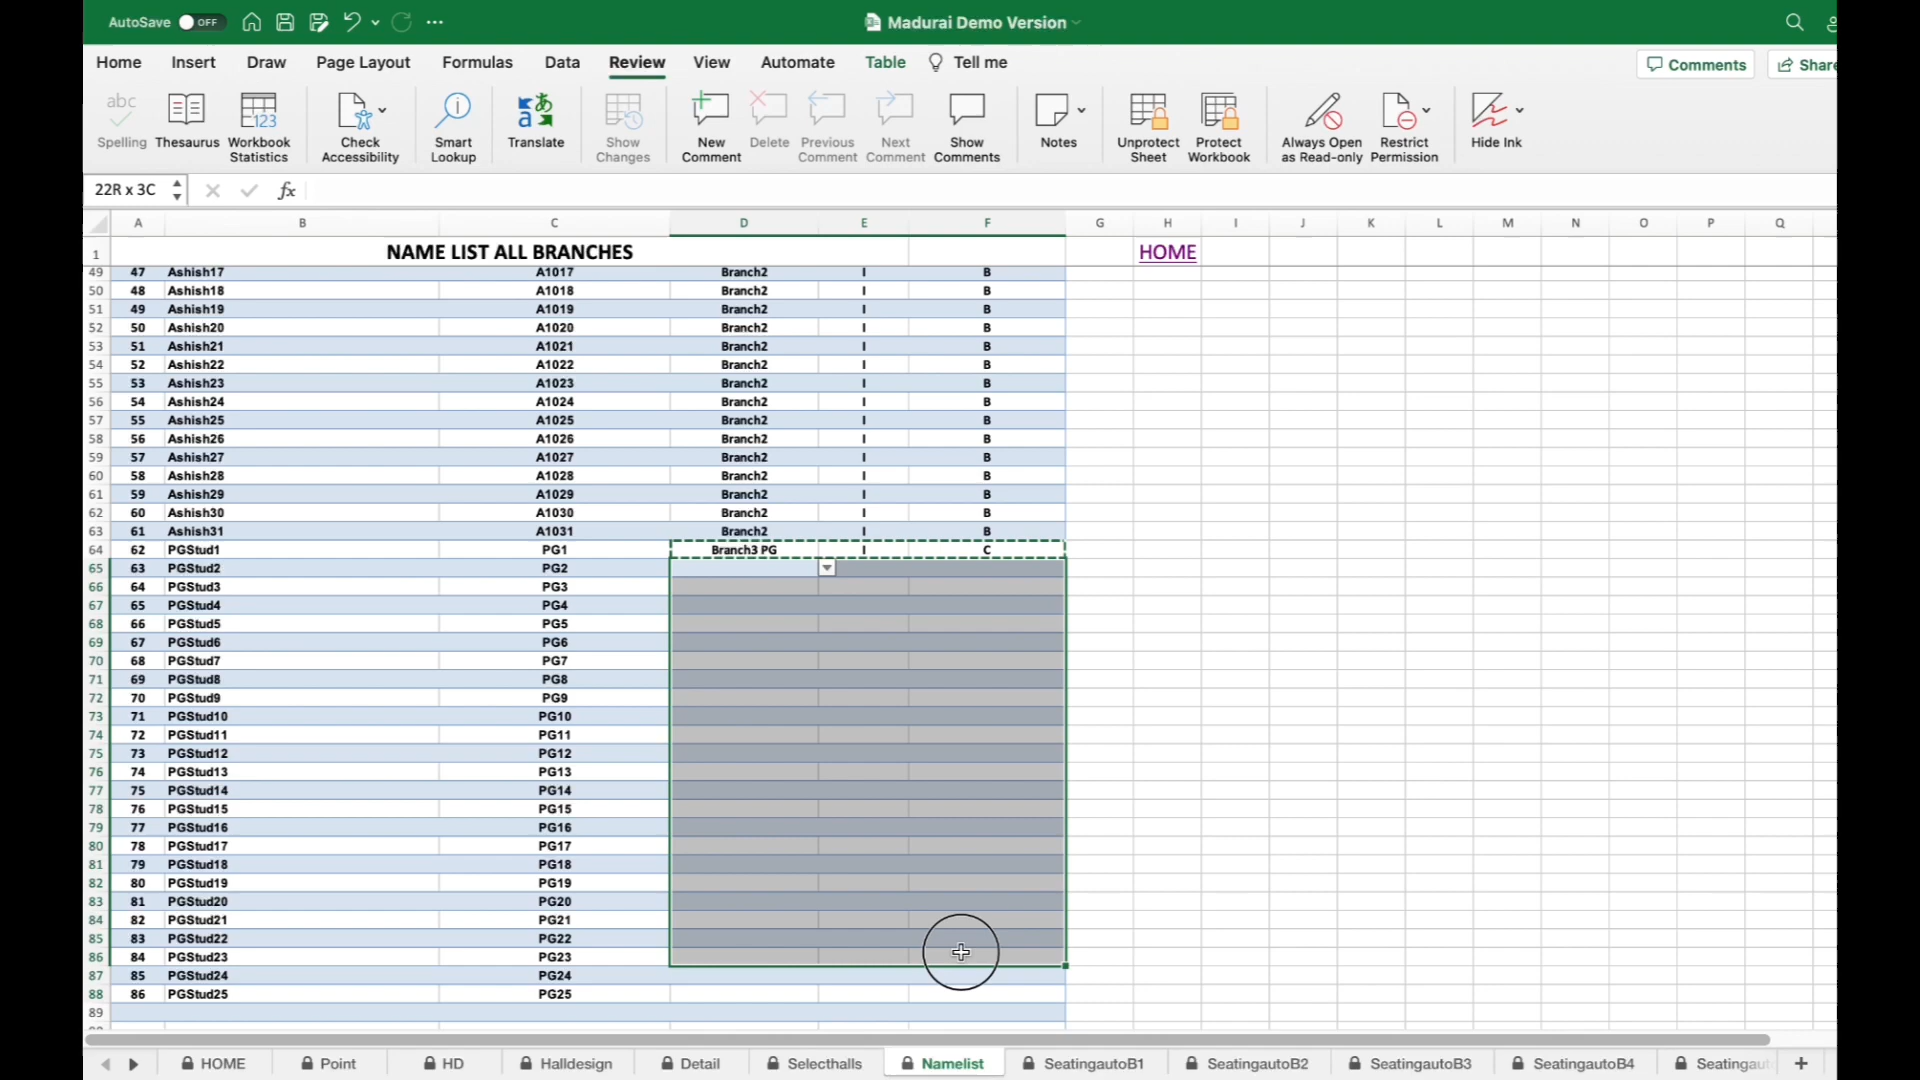 AutoSave OFF
Madurai Demo Version
Home Insert Draw Page Layout Formulas Data Review View Automate Table Tell me
Comments Share
abc
123
Spelling Thesaurus Workbook Statistics Check Accessibility Smart Lookup Translate Show Changes New Comment Delete Previous Comment Next Comment Show Comments Notes Unprotect Sheet Protect Workbook Always Open as Read-only Restrict Permission Hide Ink
22R x 3C fx
A B C D E F G H I J K L M N O P Q
1 NAME LIST ALL BRANCHES HOME
49 47 Ashish17 A1017 Branch2 I B
50 48 Ashish18 A1018 Branch2 I B
51 49 Ashish19 A1019 Branch2 I B
52 50 Ashish20 A1020 Branch2 I B
53 51 Ashish21 A1021 Branch2 I B
54 52 Ashish22 A1022 Branch2 I B
55 53 Ashish23 A1023 Branch2 I B
56 54 Ashish24 A1024 Branch2 I B
57 55 Ashish25 A1025 Branch2 I B
58 56 Ashish26 A1026 Branch2 I B
59 57 Ashish27 A1027 Branch2 I B
60 58 Ashish28 A1028 Branch2 I B
61 59 Ashish29 A1029 Branch2 I B
62 60 Ashish30 A1030 Branch2 I B
63 61 Ashish31 A1031 Branch2 I B
64 62 PGStud1 PG1 Branch3 PG I C
65 63 PGStud2 PG2
66 64 PGStud3 PG3
67 65 PGStud4 PG4
68 66 PGStud5 PG5
69 67 PGStud6 PG6
70 68 PGStud7 PG7
71 69 PGStud8 PG8
72 70 PGStud9 PG9
73 71 PGStud10 PG10
74 72 PGStud11 PG11
75 73 PGStud12 PG12
76 74 PGStud13 PG13
77 75 PGStud14 PG14
78 76 PGStud15 PG15
79 77 PGStud16 PG16
80 78 PGStud17 PG17
81 79 PGStud18 PG18
82 80 PGStud19 PG19
83 81 PGStud20 PG20
84 82 PGStud21 PG21
85 83 PGStud22 PG22
86 84 PGStud23 PG23
87 85 PGStud24 PG24
88 86 PGStud25 PG25
89
HOME Point HD Halldesign Detail Selecthalls Namelist SeatingautoB1 SeatingautoB2 SeatingautoB3 SeatingautoB4 Seatingaut